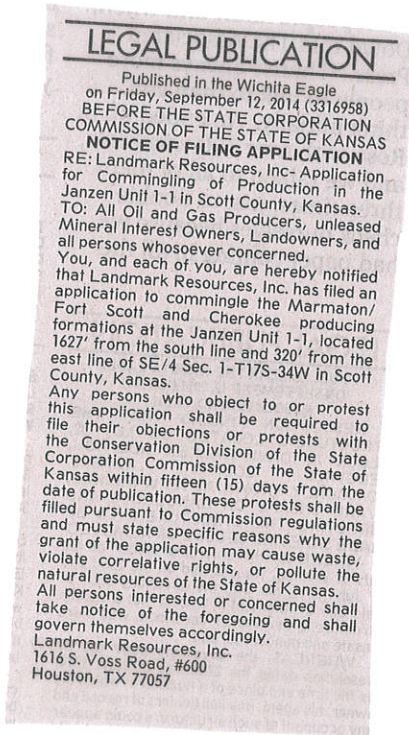 LEGAL PUBLICATION
Published in the Wichita Eagle
on Friday, September 12, 2014 (3316958)
BEFORE THE STATE CORPORATION
COMMISSION OF THE STATE OF KANSAS
NOTICE OF FILING APPLICATION
RE: Landmark Resources, Inc- Application
for Commingling of Production in the
Janzen Unit 1-1 in Scott County, Kansas.
TO: All Oil and Gas Producers, unleased
Mineral Interest Owners, Landowners, and
all persons whosoever concerned.
You, and each of you, are hereby notified
that Landmark Resources, Inc. has filed an
application to commingle the Marmaton/
Fort Scott and Cherokee producing
formations at the Janzen Unit 1-1, located
1627' from the south line and 320' from the
east line of SE/4 Sec. 1-T17S-34W in Scott
County, Kansas.
Any persons who object to or protest
this application shall be required to
file their objections or protests with
the Conservation Division of the State
Corporation Commission of the State of
Kansas within fifteen (15) days from the
date of publication. These protests shall be
filled pursuant to Commission regulations
and must state specific reasons why the
grant of the application may cause waste,
violate correlative rights, or pollute the
natural resources of the State of Kansas.
All persons interested or concerned shall
take notice of the foregoing and shall
govern themselves accordingly.
Landmark Resources, Inc.
1616 S. Voss Road, #600
Houston, TX 77057